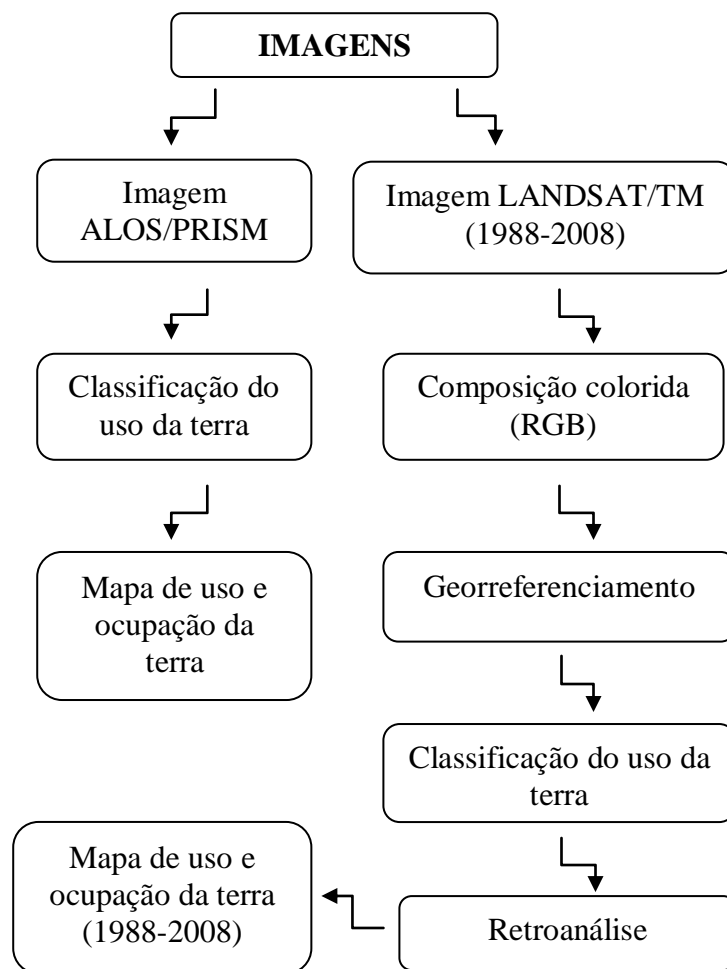 IMAGENS
Imagem
ALOS/PRISM
Imagem LANDSAT/TM
(1988-2008)
Classificação do
uso da terra
Composição colorida
(RGB)
Mapa de uso e
ocupação da
terra
Georreferenciamento
Classificação do uso da
terra
Mapa de uso e
ocupação da terra
(1988-2008)
Retroanálise